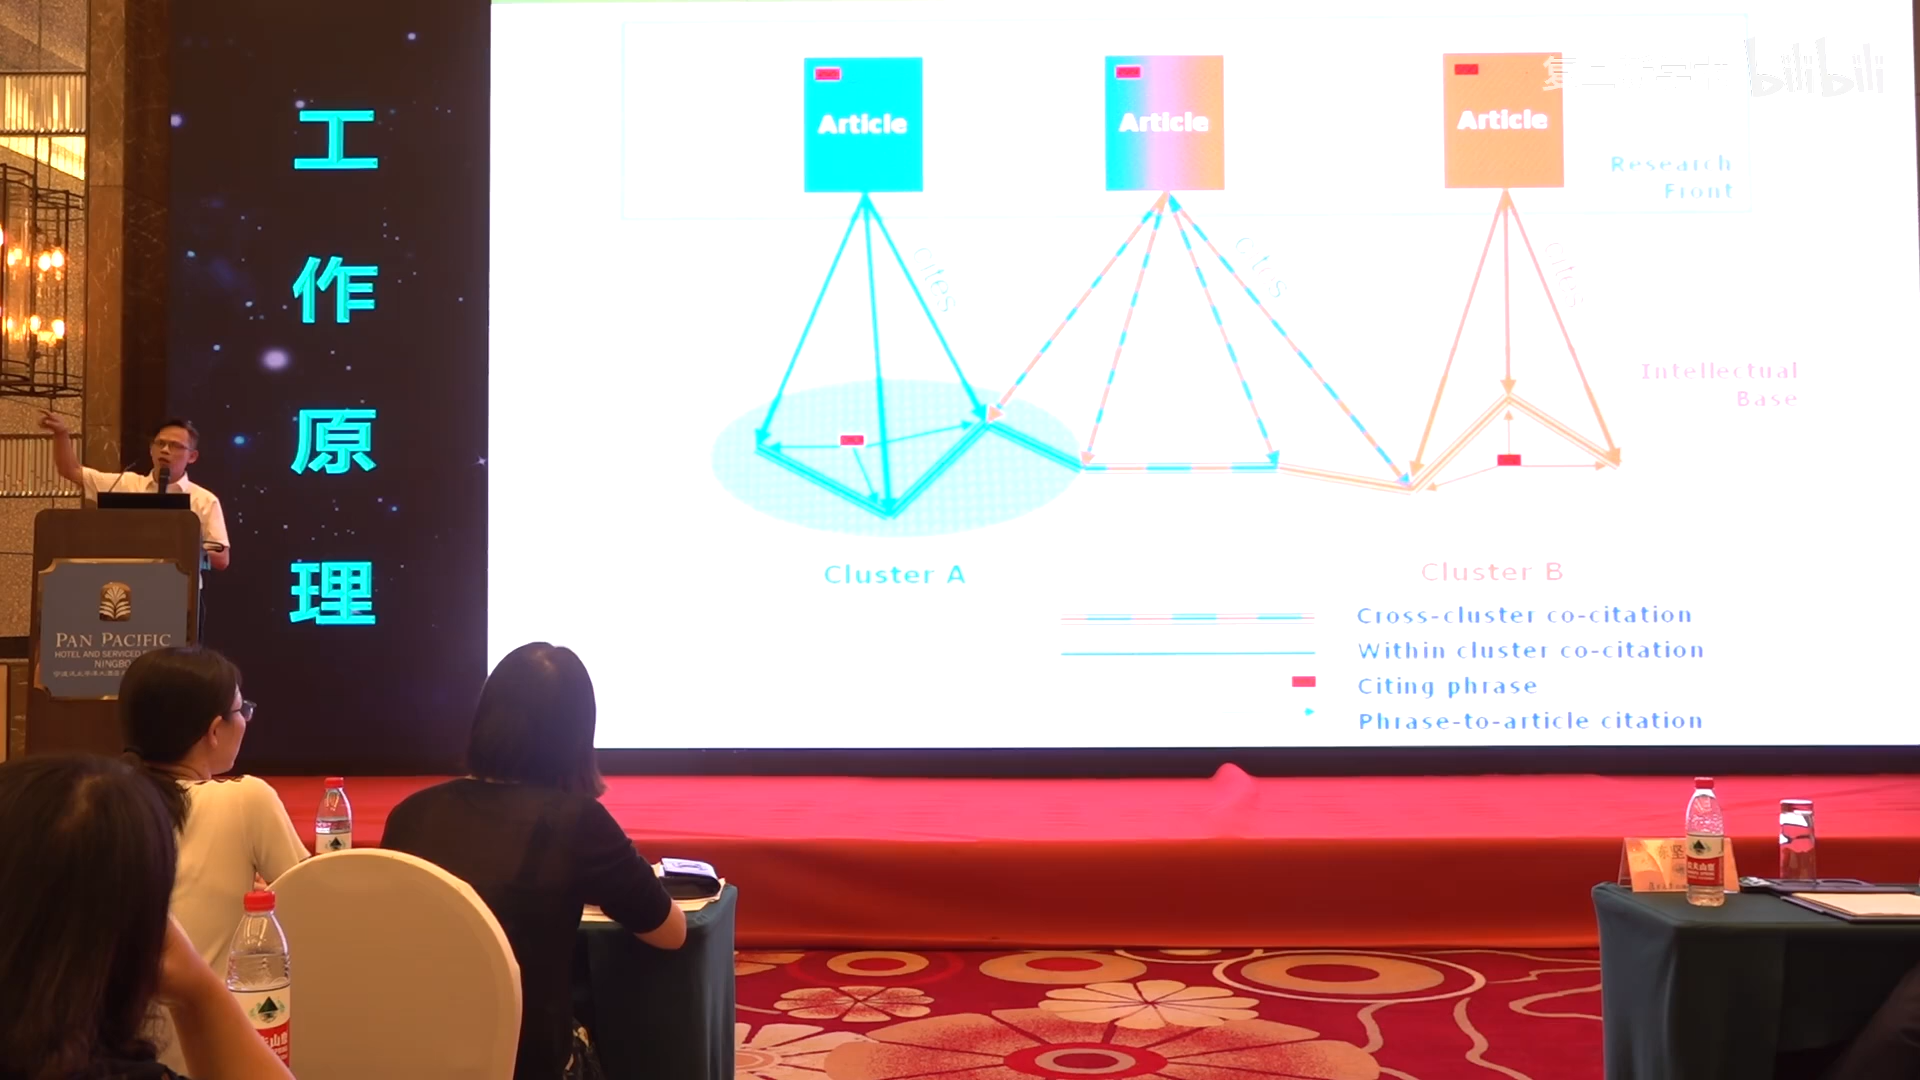 工
作
原
理
Article
Article
Article
bilibili
Research
Front
cites
cites
cites
Intellectual
Base
Cluster A
Cluster B
Cross-cluster co-citation
Within cluster co-citation
Citing phrase
Phrase-to-article citation
PAN PACIFIC
HOTEL AND SERVICED
NINGBO